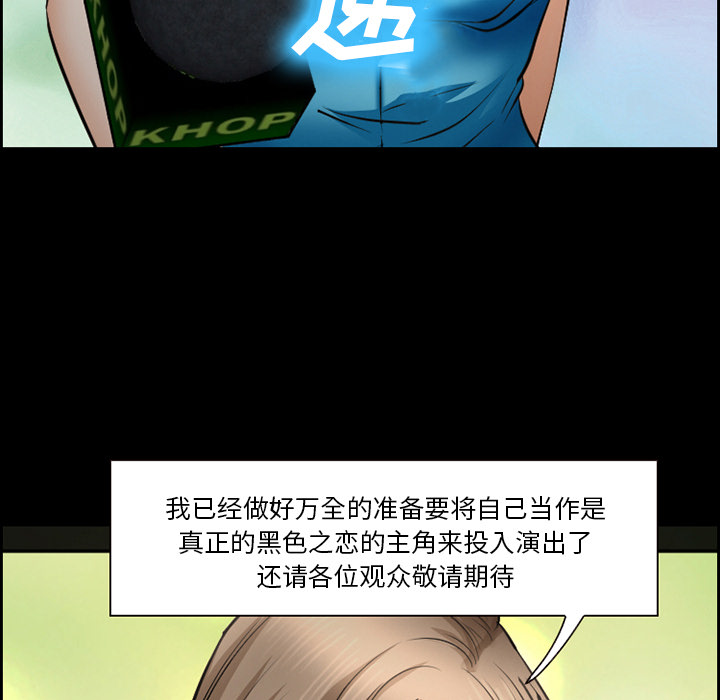 递
KHOP
KHOP
我已经做好万全的准备要将自己当作是
真正的黑色之恋的主角来投入演出了
还请各位观众敬请期待